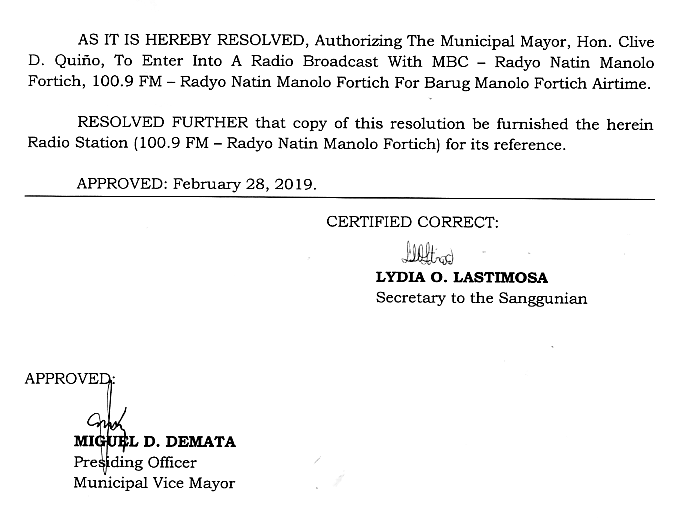 AS IT IS HEREBY RESOLVED, Authorizing The Municipal Mayor, Hon. Clive
D. Quiño, To Enter Into A Radio Broadcast With MBC – Radyo Natin Manolo
Fortich, 100.9 FM – Radyo Natin Manolo Fortich For Barug Manolo Fortich Airtime.
RESOLVED FURTHER that copy of this resolution be furnished the herein
Radio Station (100.9 FM – Radyo Natin Manolo Fortich) for its reference.
APPROVED: February 28, 2019.
CERTIFIED CORRECT:
LYDIA O. LASTIMOSA
Secretary to the Sanggunian
APPROVED:
MIGUEL D. DEMATA
Presiding Officer
Municipal Vice Mayor